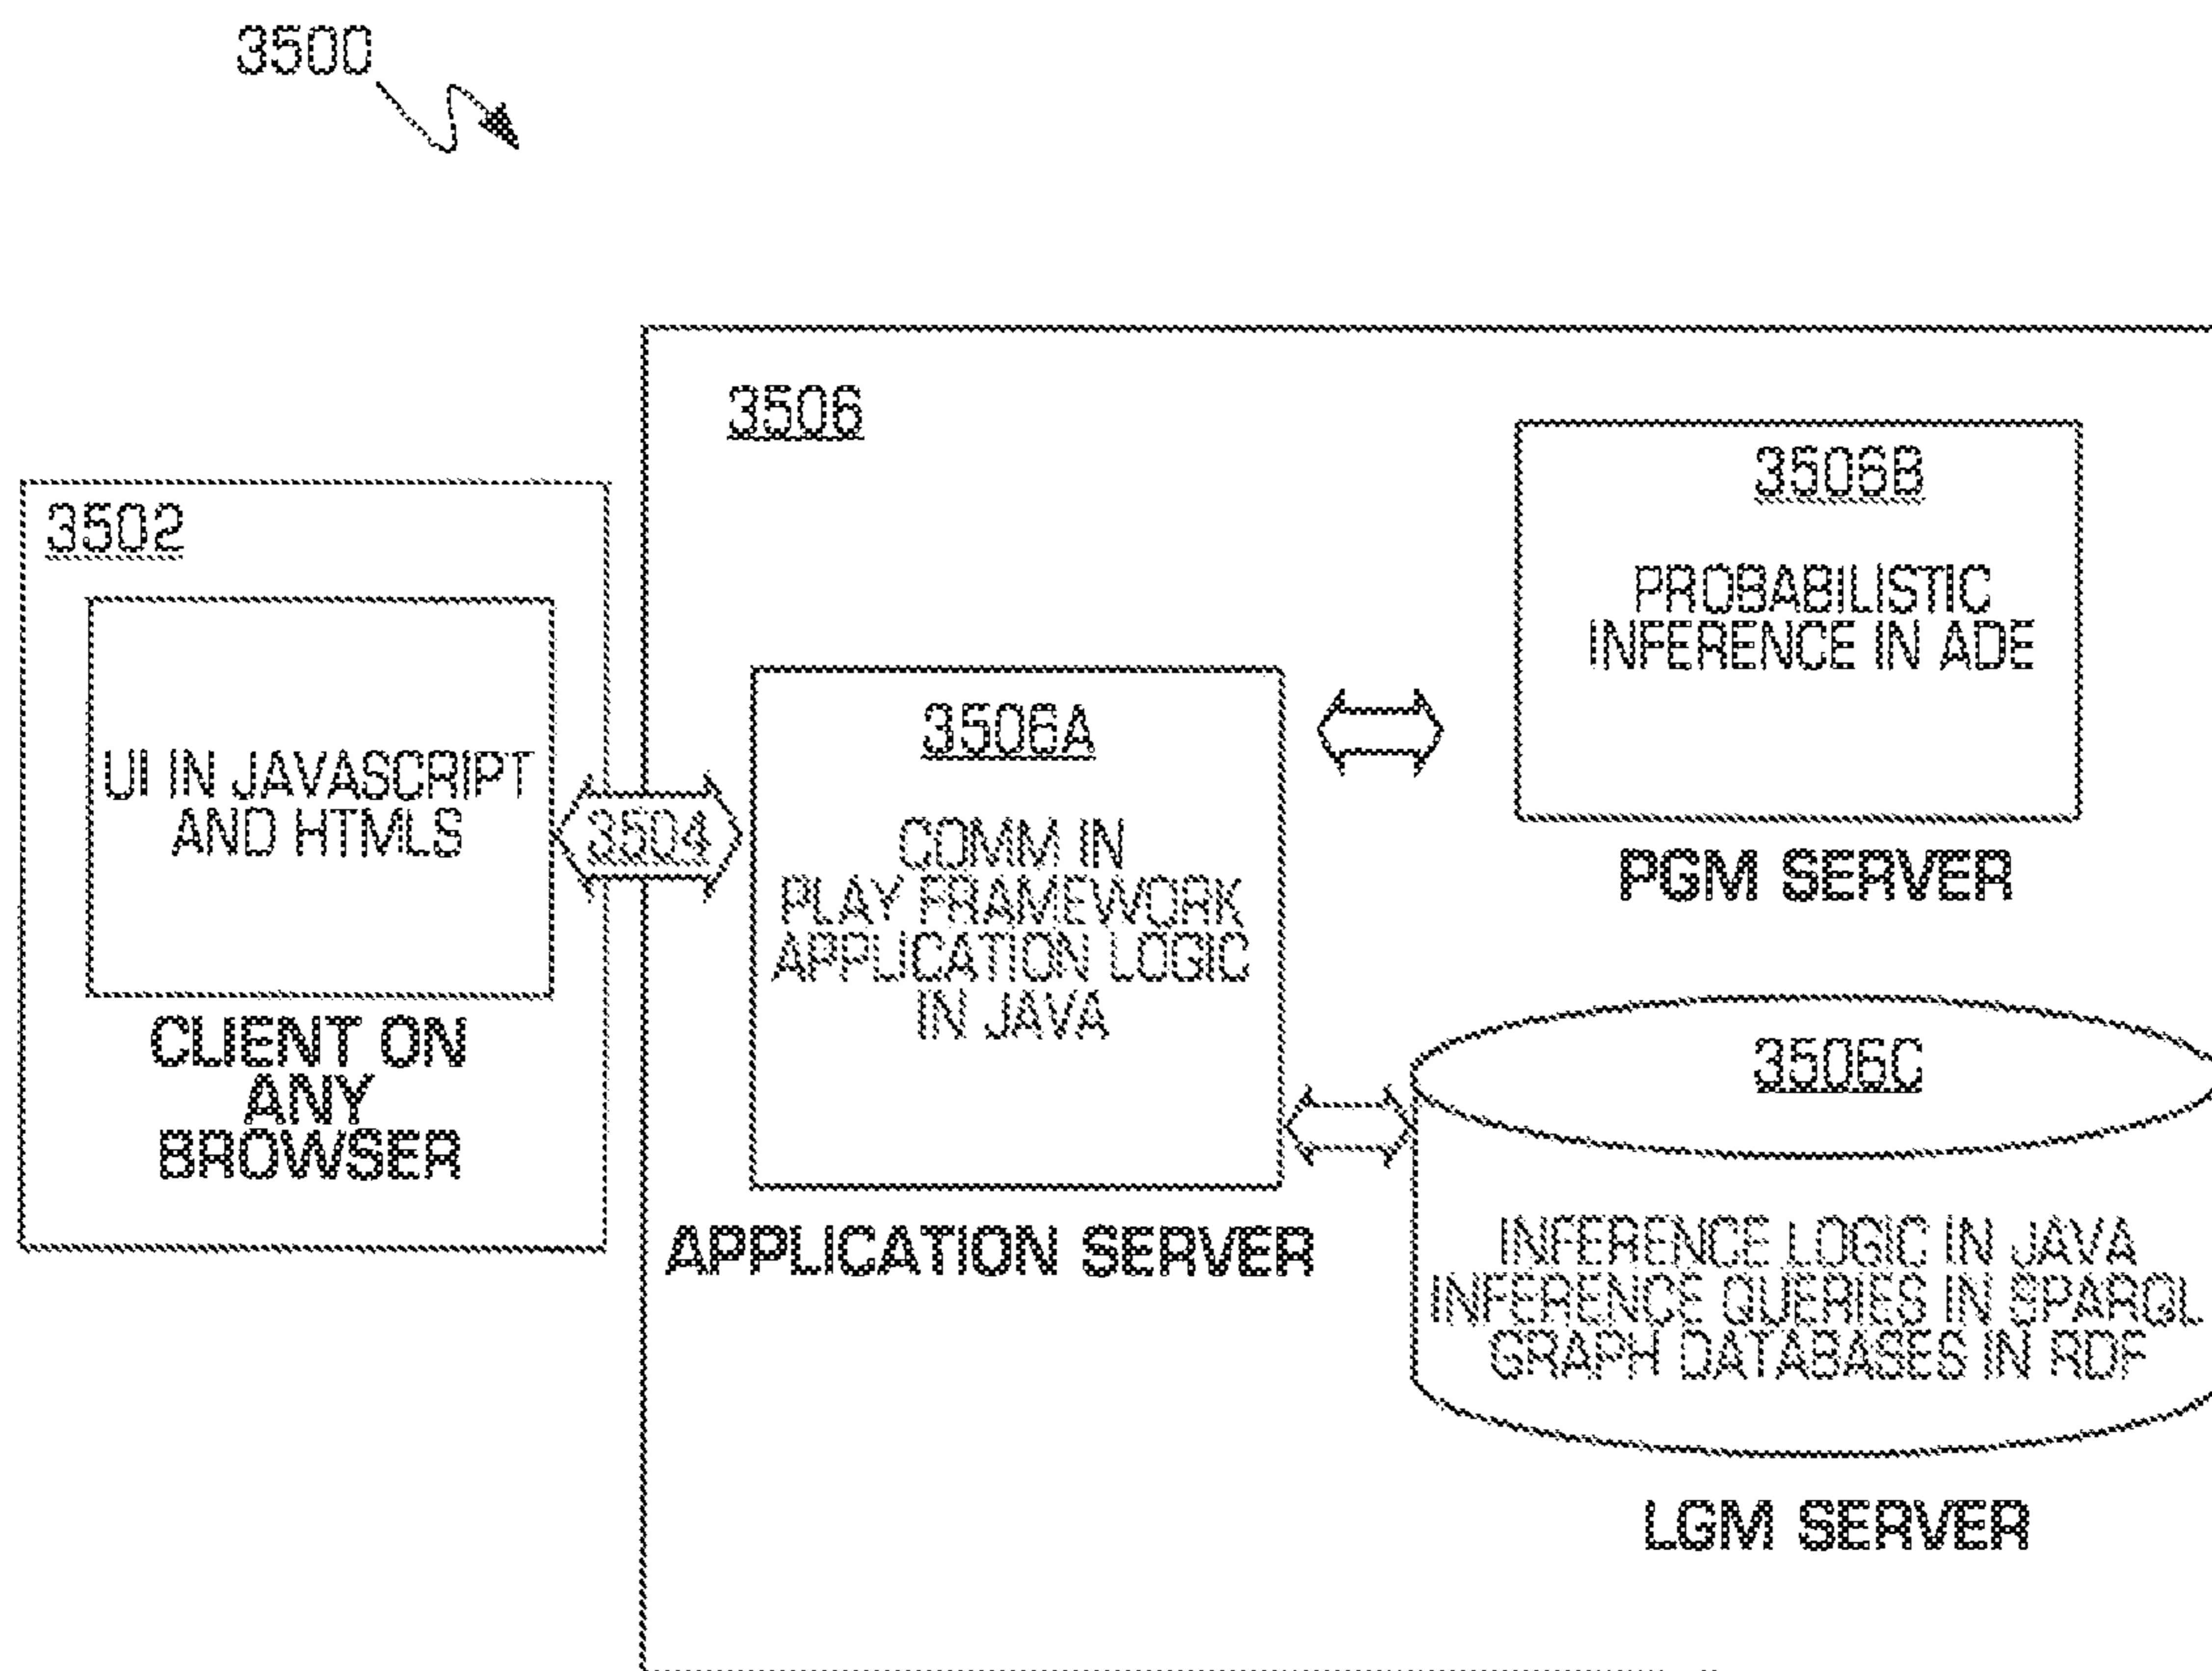 3500
3506
3502
UI IN JAVASCRIPT
AND HTMLS
CLIENT ON
ANY
BROWSER
3504
3506A
COMM IN
PLAY FRAMEWORK
APPLICATION LOGIC
IN JAVA
APPLICATION SERVER
3506B
PROBABILISTIC
INFERENCE IN ADE
PGM SERVER
3506C
INFERENCE LOGIC IN JAVA
INFERENCE QUERIES IN SPARQL
GRAPH DATABASES IN RDF
LGM SERVER